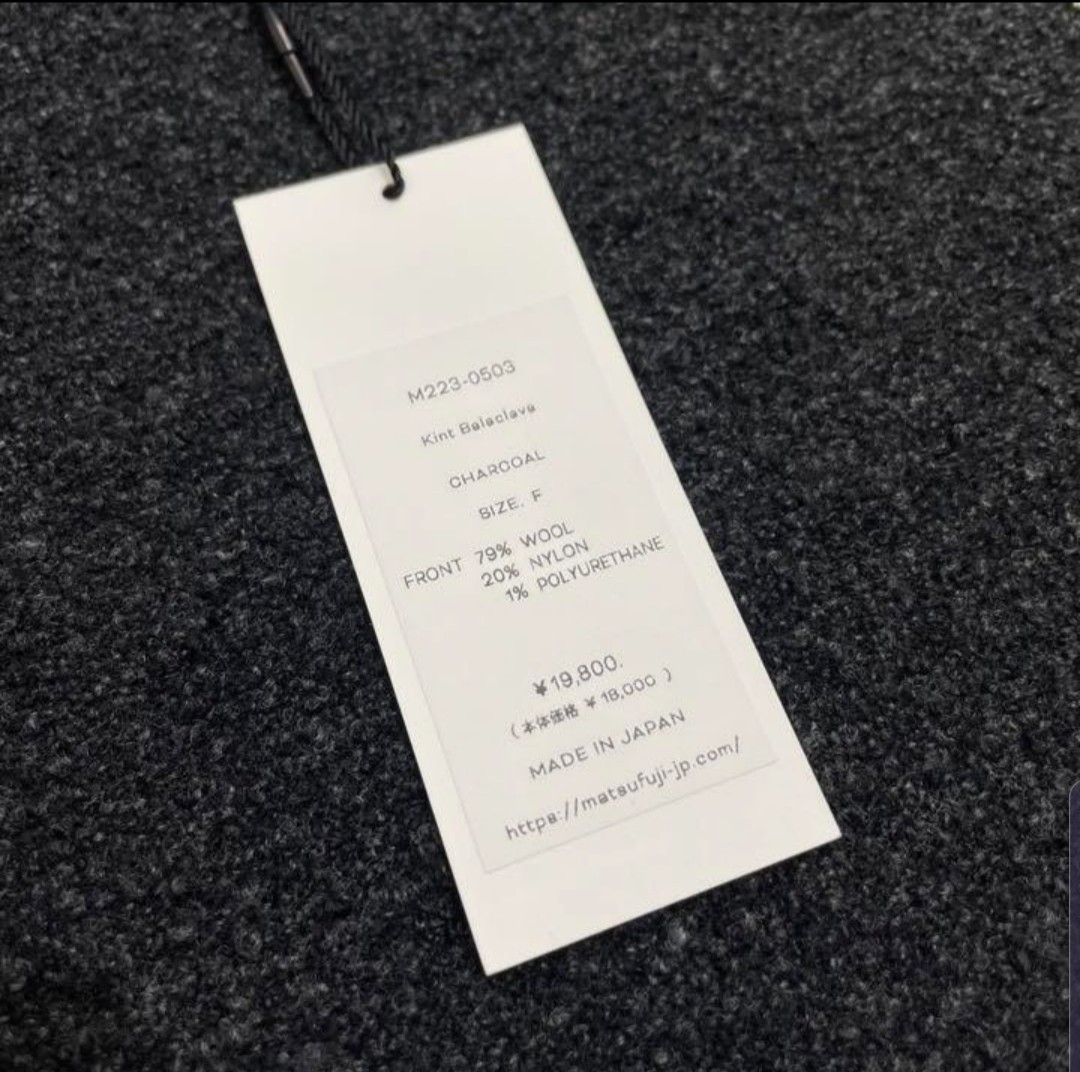 M223-0503
Kint Balaclava
CHARCOAL
SIZE. F
FRONT 79% WOOL
20% NYLON
1% POLYURETHANE
¥19,800.
(本体価格 ¥ 18,000 )
MADE IN JAPAN
https://matsufuji-jp.com/